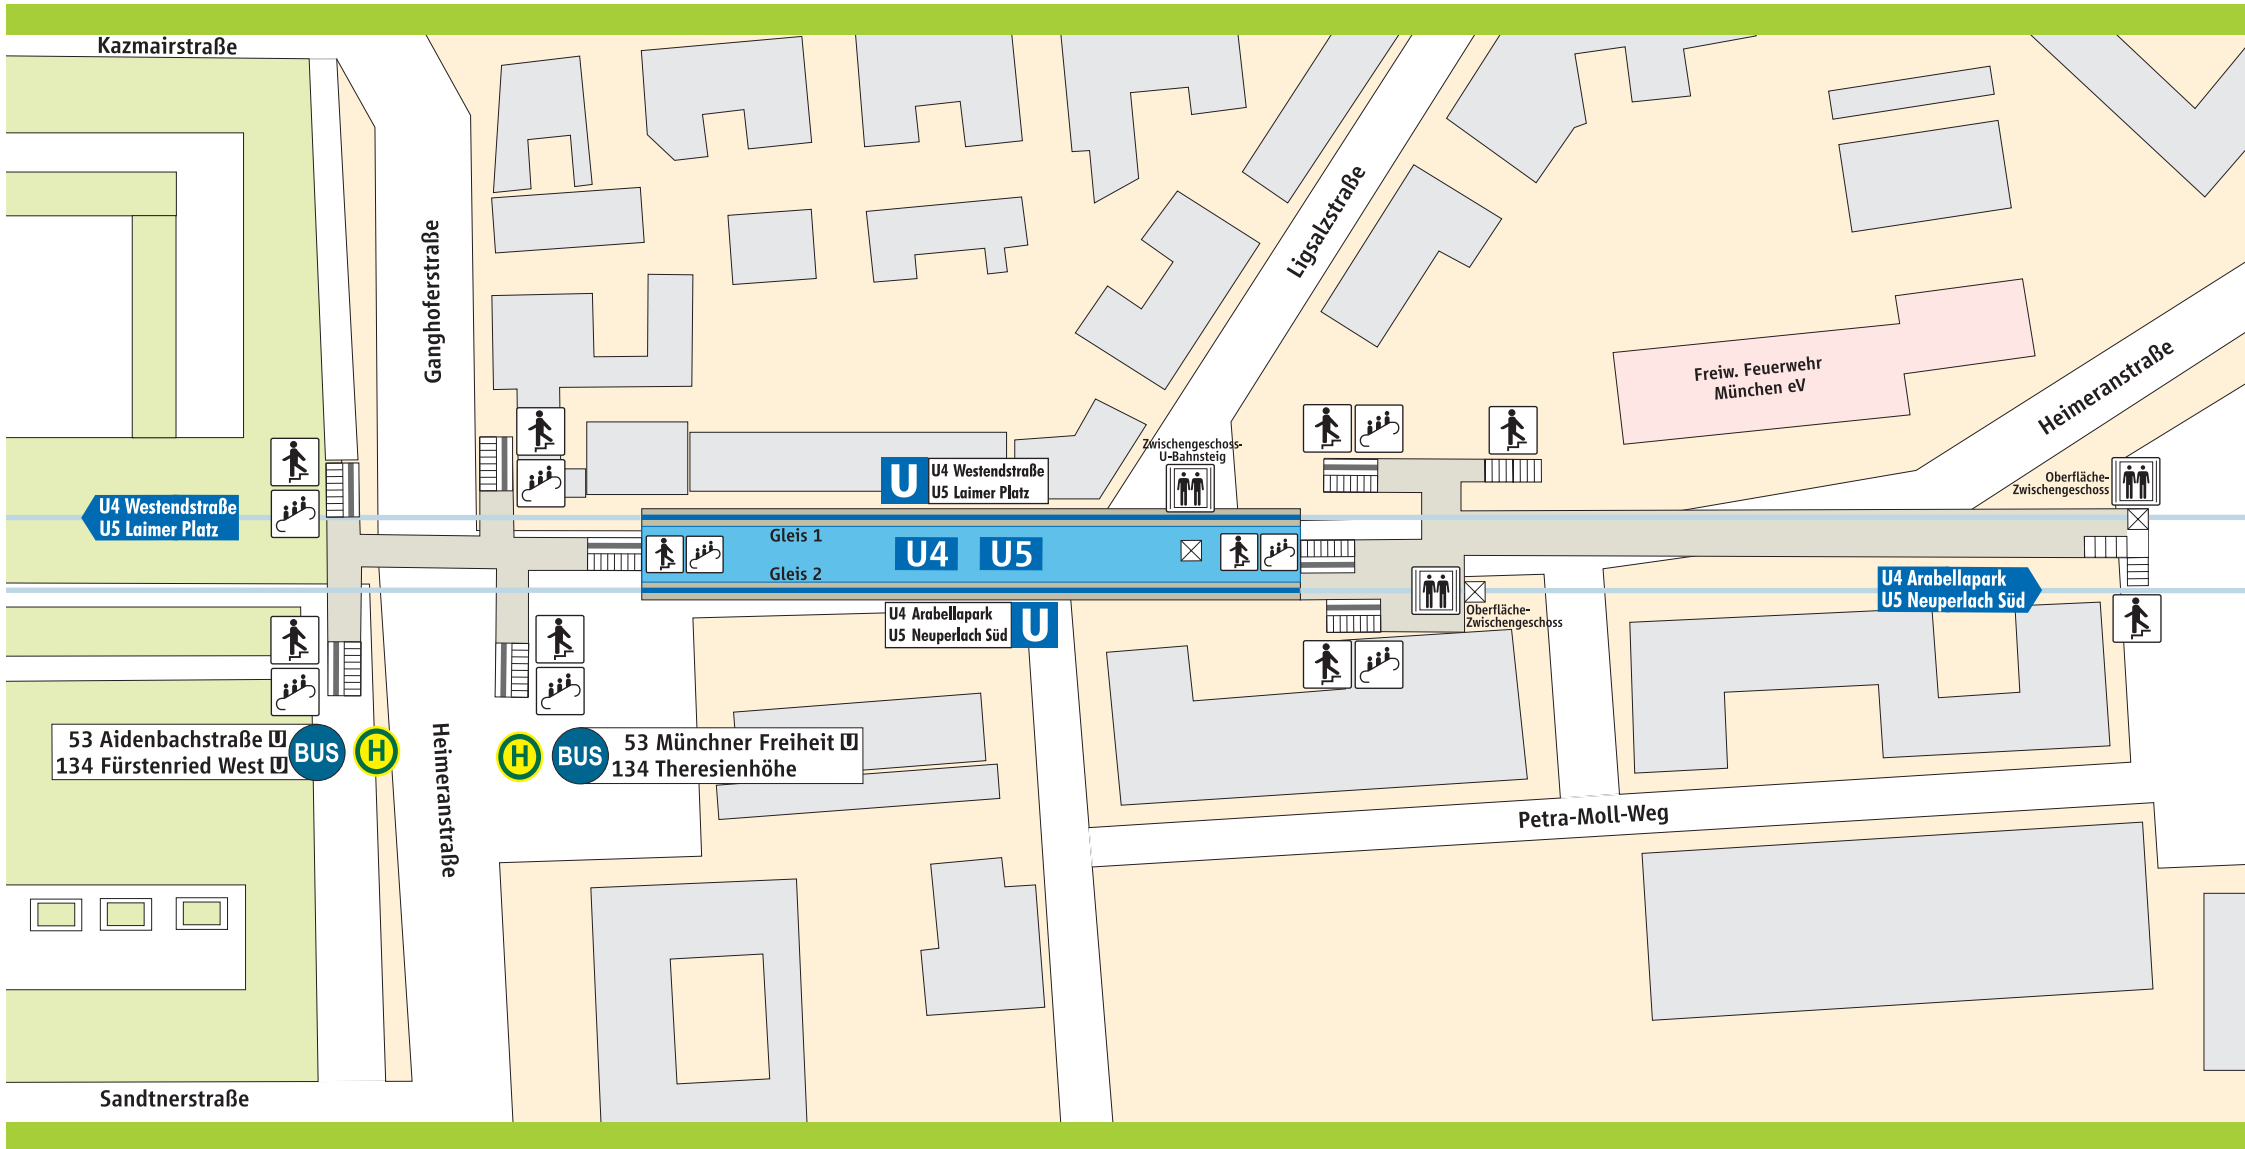 Kazmairstraße
Ganghoferstraße
Ligsalzstraße
Freiw. Feuerwehr
München eV
Heimeranstraße
Zwischengeschoss-
U-Bahnsteig
U
U4 Westendstraße
U5 Laimer Platz
Oberfläche-
Zwischengeschoss
U4 Westendstraße
U5 Laimer Platz
Gleis 1
U4 U5
Gleis 2
U4 Arabellapark
U5 Neuperlach Süd
U4 Arabellapark
U5 Neuperlach Süd
U
Oberfläche-
Zwischengeschoss
53 Aidenbachstraße U
134 Fürstenried West U
BUS
H
H
BUS
53 Münchner Freiheit U
134 Theresienhöhe
Heimeranstraße
Petra-Moll-Weg
Sandtnerstraße